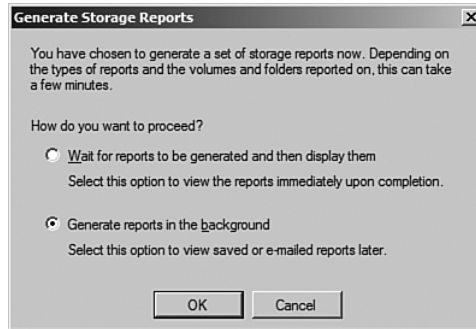 Generate Storage Reports
You have chosen to generate a set of storage reports now. Depending on
the types of reports and the volumes and folders reported on, this can take
a few minutes.
How do you want to proceed?
Wait for reports to be generated and then display them
Select this option to view the reports immediately upon completion.
Generate reports in the background
Select this option to view saved or e-mailed reports later.
OK Cancel